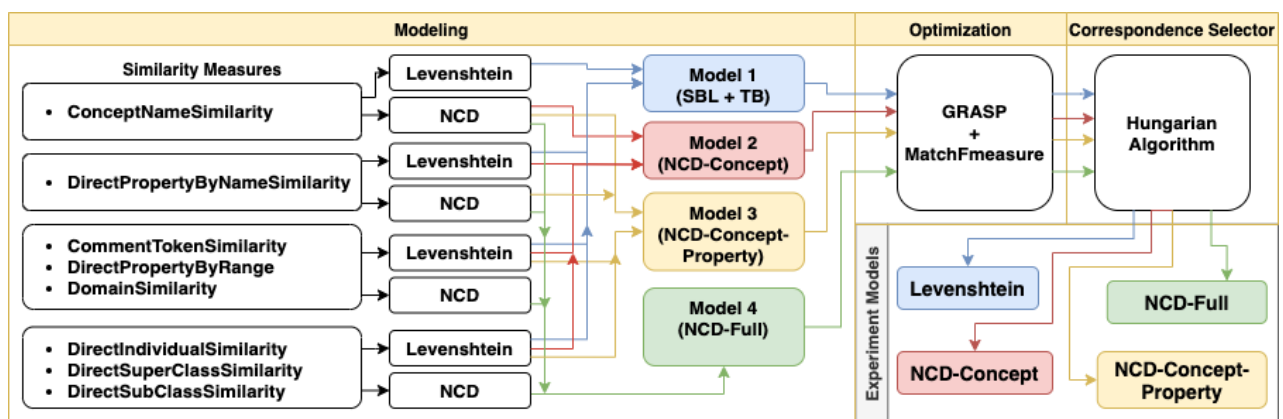 Modeling
Optimization
Correspondence Selector
Similarity Measures
• ConceptNameSimilarity
• DirectPropertyByNameSimilarity
• CommentTokenSimilarity
• DirectPropertyByRange
• DomainSimilarity
• DirectIndividualSimilarity
• DirectSuperClassSimilarity
• DirectSubClassSimilarity
Levenshtein
NCD
Levenshtein
NCD
Levenshtein
NCD
Levenshtein
NCD
Model 1
(SBL + TB)
Model 2
(NCD-Concept)
Model 3
(NCD-Concept-
Property)
Model 4
(NCD-Full)
GRASP
+
MatchFmeasure
Hungarian
Algorithm
Experiment Models
Levenshtein
NCD-Full
NCD-Concept
NCD-Concept-
Property